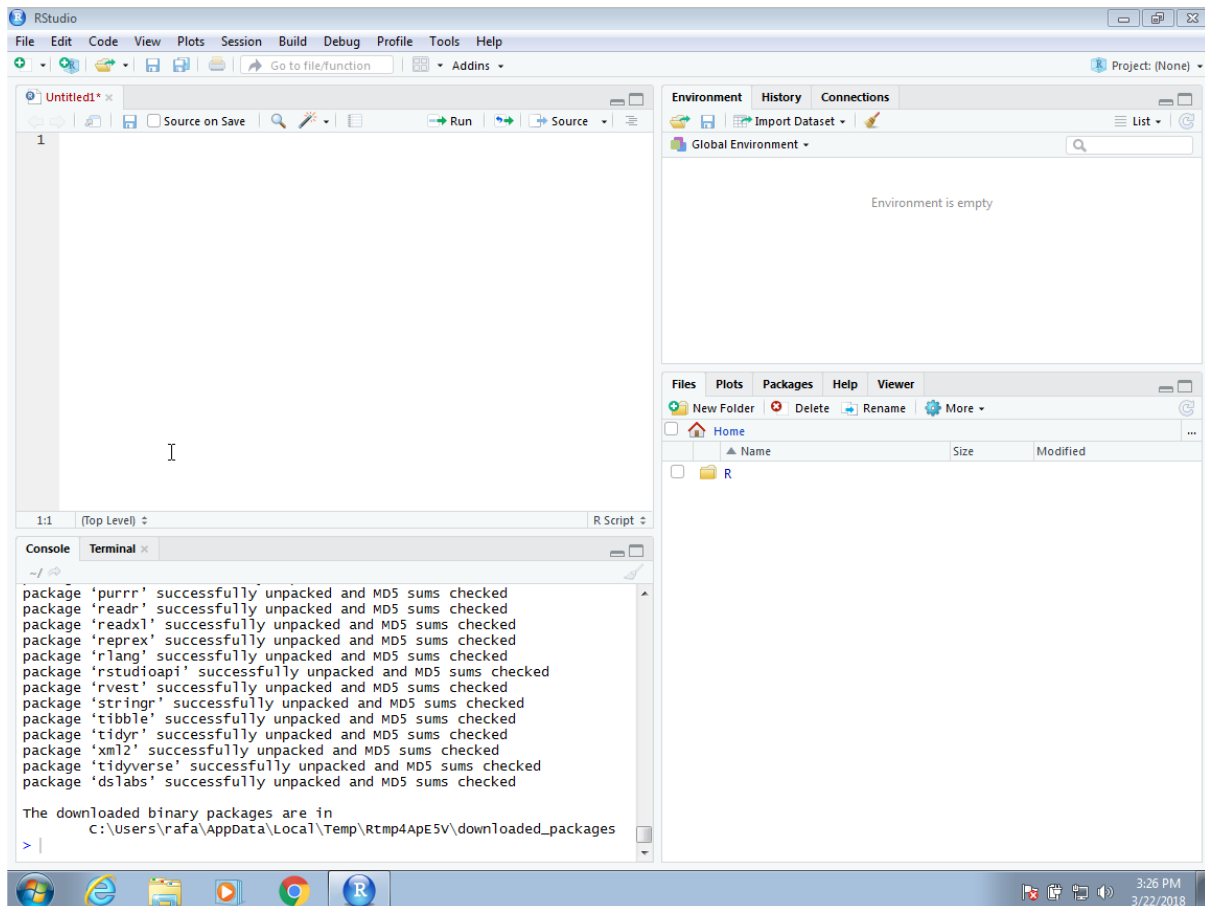 RStudio
File Edit Code View Plots Session Build Debug Profile Tools Help
Go to file/function Addins Project: (None)
Untitled1*
Source on Save Run Source
1
1:1 (Top Level) R Script
Console Terminal
~/
package ‘purrr’ successfully unpacked and MD5 sums checked
package ‘readr’ successfully unpacked and MD5 sums checked
package ‘readxl’ successfully unpacked and MD5 sums checked
package ‘reprex’ successfully unpacked and MD5 sums checked
package ‘rlang’ successfully unpacked and MD5 sums checked
package ‘rstudioapi’ successfully unpacked and MD5 sums checked
package ‘rvest’ successfully unpacked and MD5 sums checked
package ‘stringr’ successfully unpacked and MD5 sums checked
package ‘tibble’ successfully unpacked and MD5 sums checked
package ‘tidyr’ successfully unpacked and MD5 sums checked
package ‘xml2’ successfully unpacked and MD5 sums checked
package ‘tidyverse’ successfully unpacked and MD5 sums checked
package ‘dslabs’ successfully unpacked and MD5 sums checked
The downloaded binary packages are in
C:\Users\rafa\AppData\Local\Temp\Rtmp4ApE5V\downloaded_packages
>
Environment History Connections
Import Dataset List
Global Environment
Environment is empty
Files Plots Packages Help Viewer
New Folder Delete Rename More
Home ...
Name Size Modified
R
3:26 PM
3/22/2018